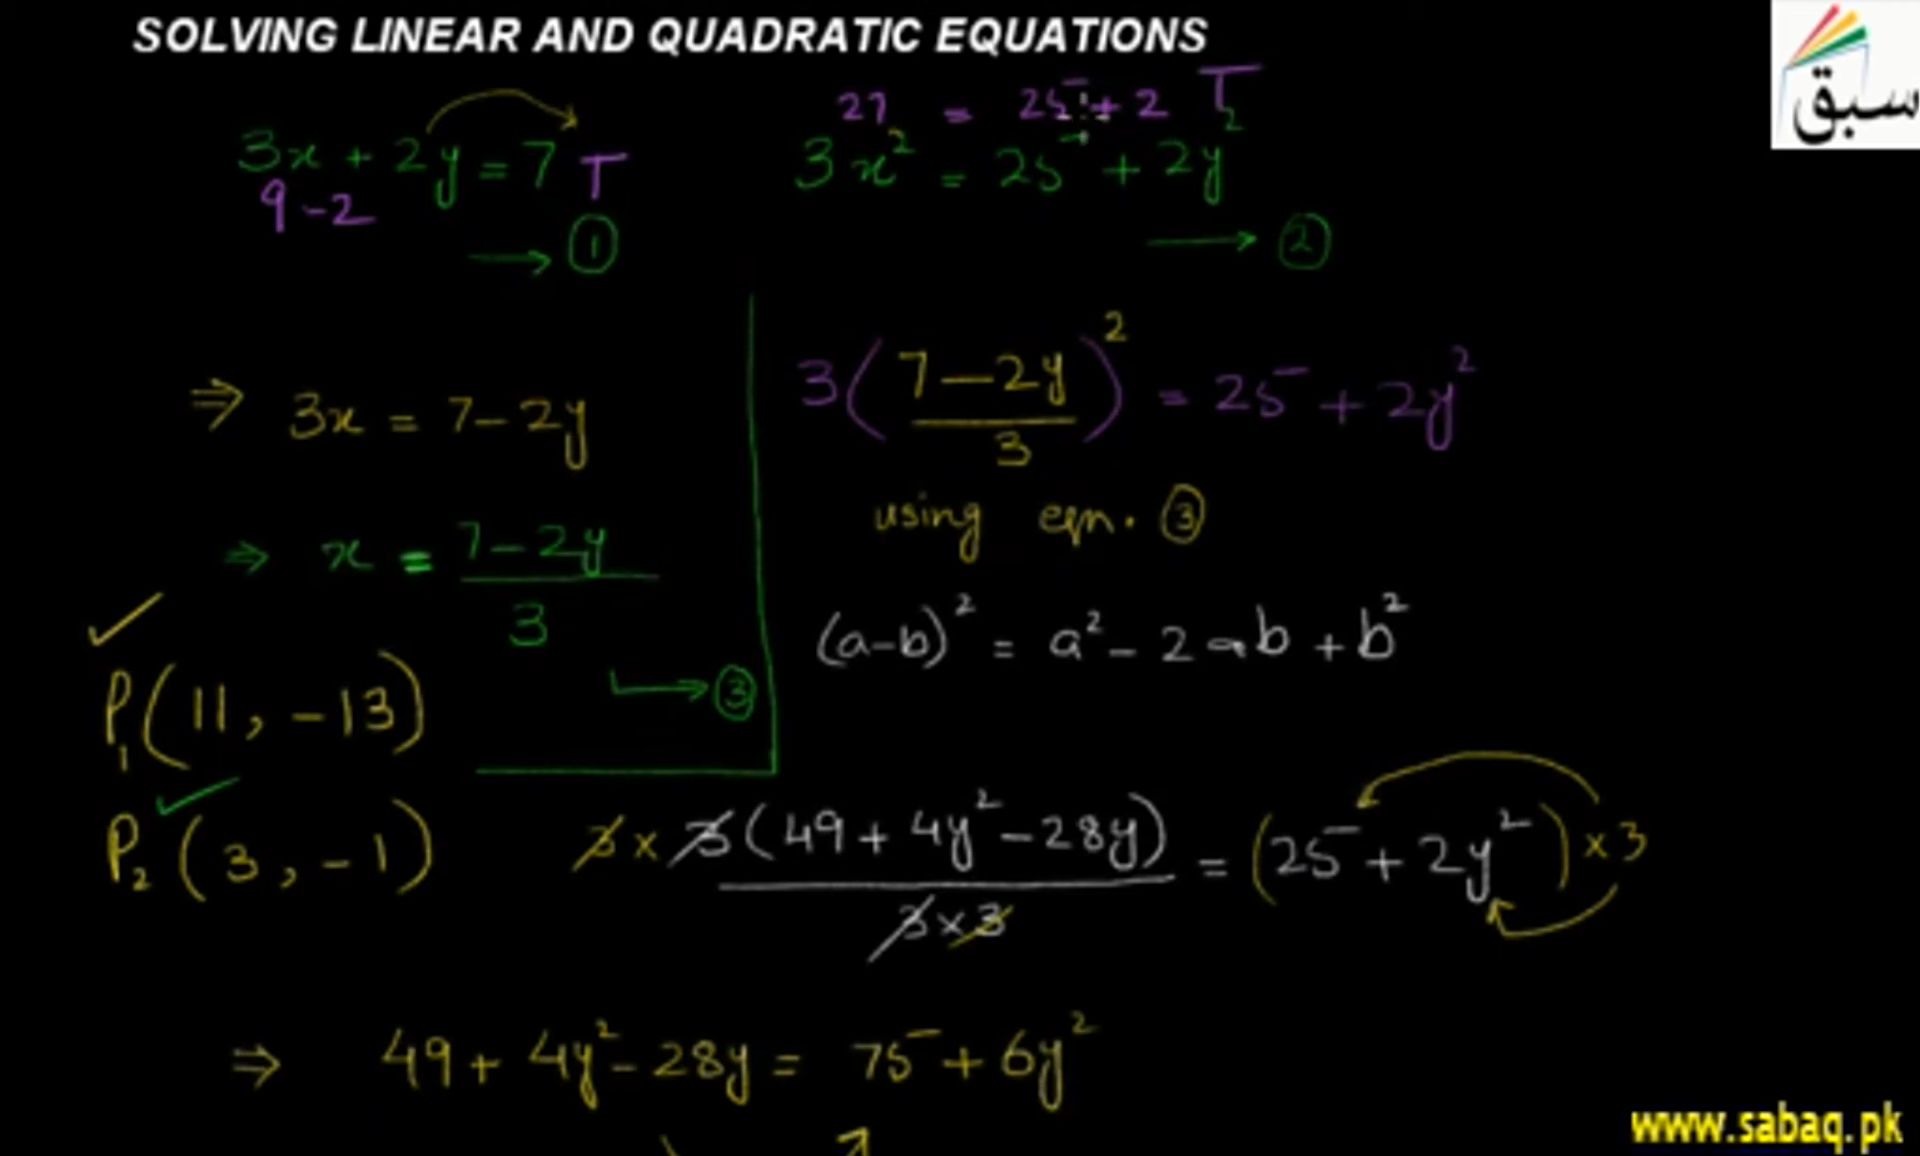 SOLVING LINEAR AND QUADRATIC EQUATIONS
سبق
27 = 25 + 2 T
3x + 2y = 7 T
3x² = 25 + 2y²
9 - 2
→ ①
→ ②
3(7-2y/3)² = 25 + 2y²
⇒ 3x = 7 - 2y
using eqn. ③
⇒ x = 7-2y/3
(a-b)² = a² - 2ab + b²
→ ③
✓
P₁(11, -13)
✓
P₂(3, -1)
3 × 3(49 + 4y² - 28y)/3×3 = (25 + 2y²) × 3
⇒ 49 + 4y² - 28y = 75 + 6y²
www.sabaq.pk